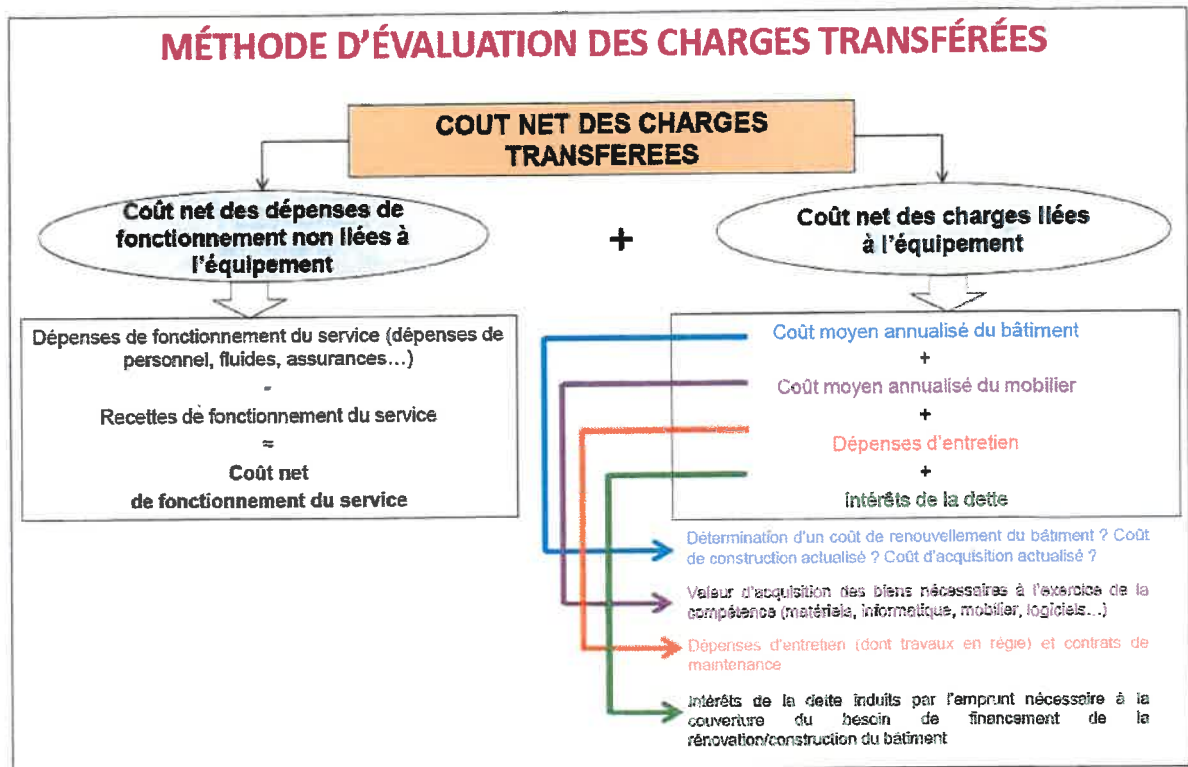 MÉTHODE D'ÉVALUATION DES CHARGES TRANSFÉRÉES
COUT NET DES CHARGES
TRANSFEREES
Coût net des dépenses de
fonctionnement non liées à
l'équipement
+
Coût net des charges liées
à l'équipement
Dépenses de fonctionnement du service (dépenses de
personnel, fluides, assurances…)
-
Recettes de fonctionnement du service
=
Coût net
de fonctionnement du service
Coût moyen annualisé du bâtiment
+
Coût moyen annualisé du mobilier
+
Dépenses d'entretien
+
Intérêts de la dette
Détermination d'un coût de renouvellement du bâtiment ? Coût
de construction actualisé ? Coût d'acquisition actualisé ?
Valeur d'acquisition des biens nécessaires à l'exercice de la
compétence (matériels, informatique, mobilier, logiciels…)
Dépenses d'entretien (dont travaux en régie) et contrats de
maintenance
Intérêts de la dette induits par l'emprunt nécessaire à la
couverture du besoin de financement de la
rénovation/construction du bâtiment